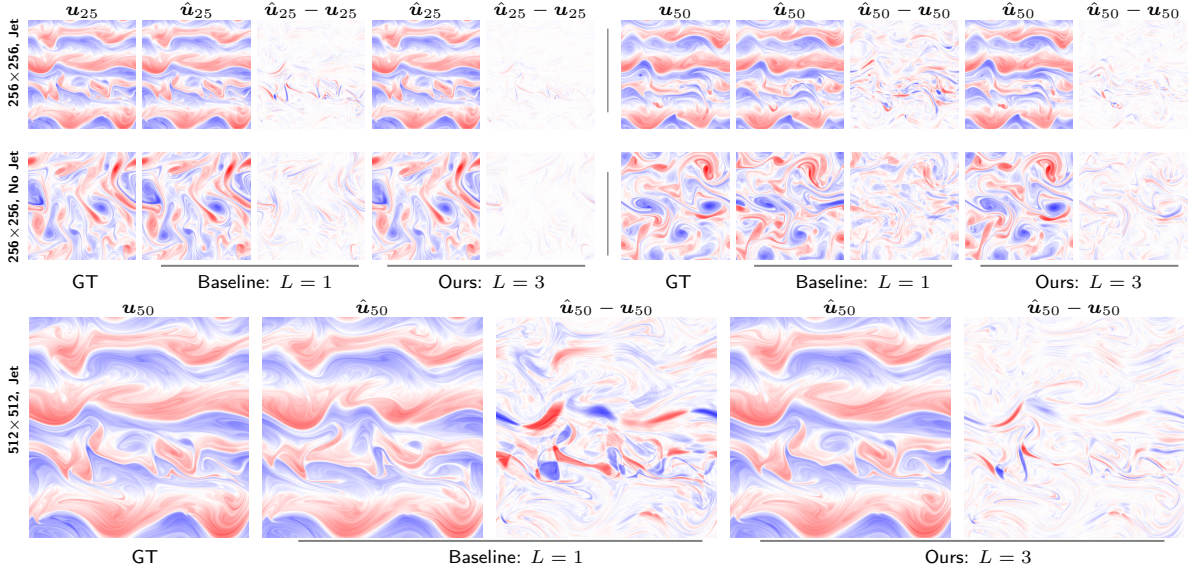 u₂₅ û₂₅ û₂₅ − u₂₅ û₂₅ û₂₅ − u₂₅ u₅₀ û₅₀ û₅₀ − u₅₀ û₅₀ û₅₀ − u₅₀
256×256, Jet
256×256, No Jet
GT Baseline: L = 1 Ours: L = 3 GT Baseline: L = 1 Ours: L = 3
u₅₀ û₅₀ û₅₀ − u₅₀ û₅₀ û₅₀ − u₅₀
512×512, Jet
GT Baseline: L = 1 Ours: L = 3